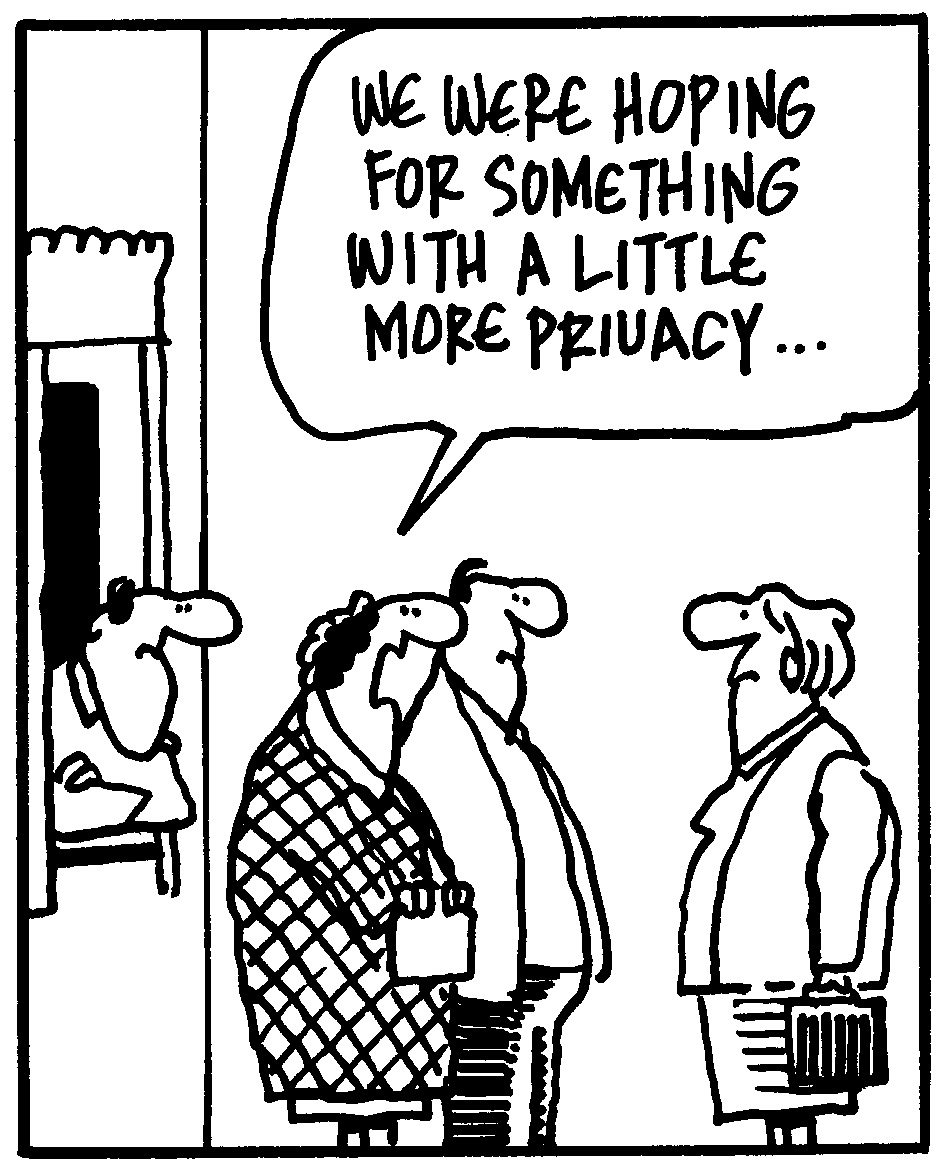 WE WERE HOPING
FOR SOMETHING
WITH A LITTLE
MORE PRIVACY...